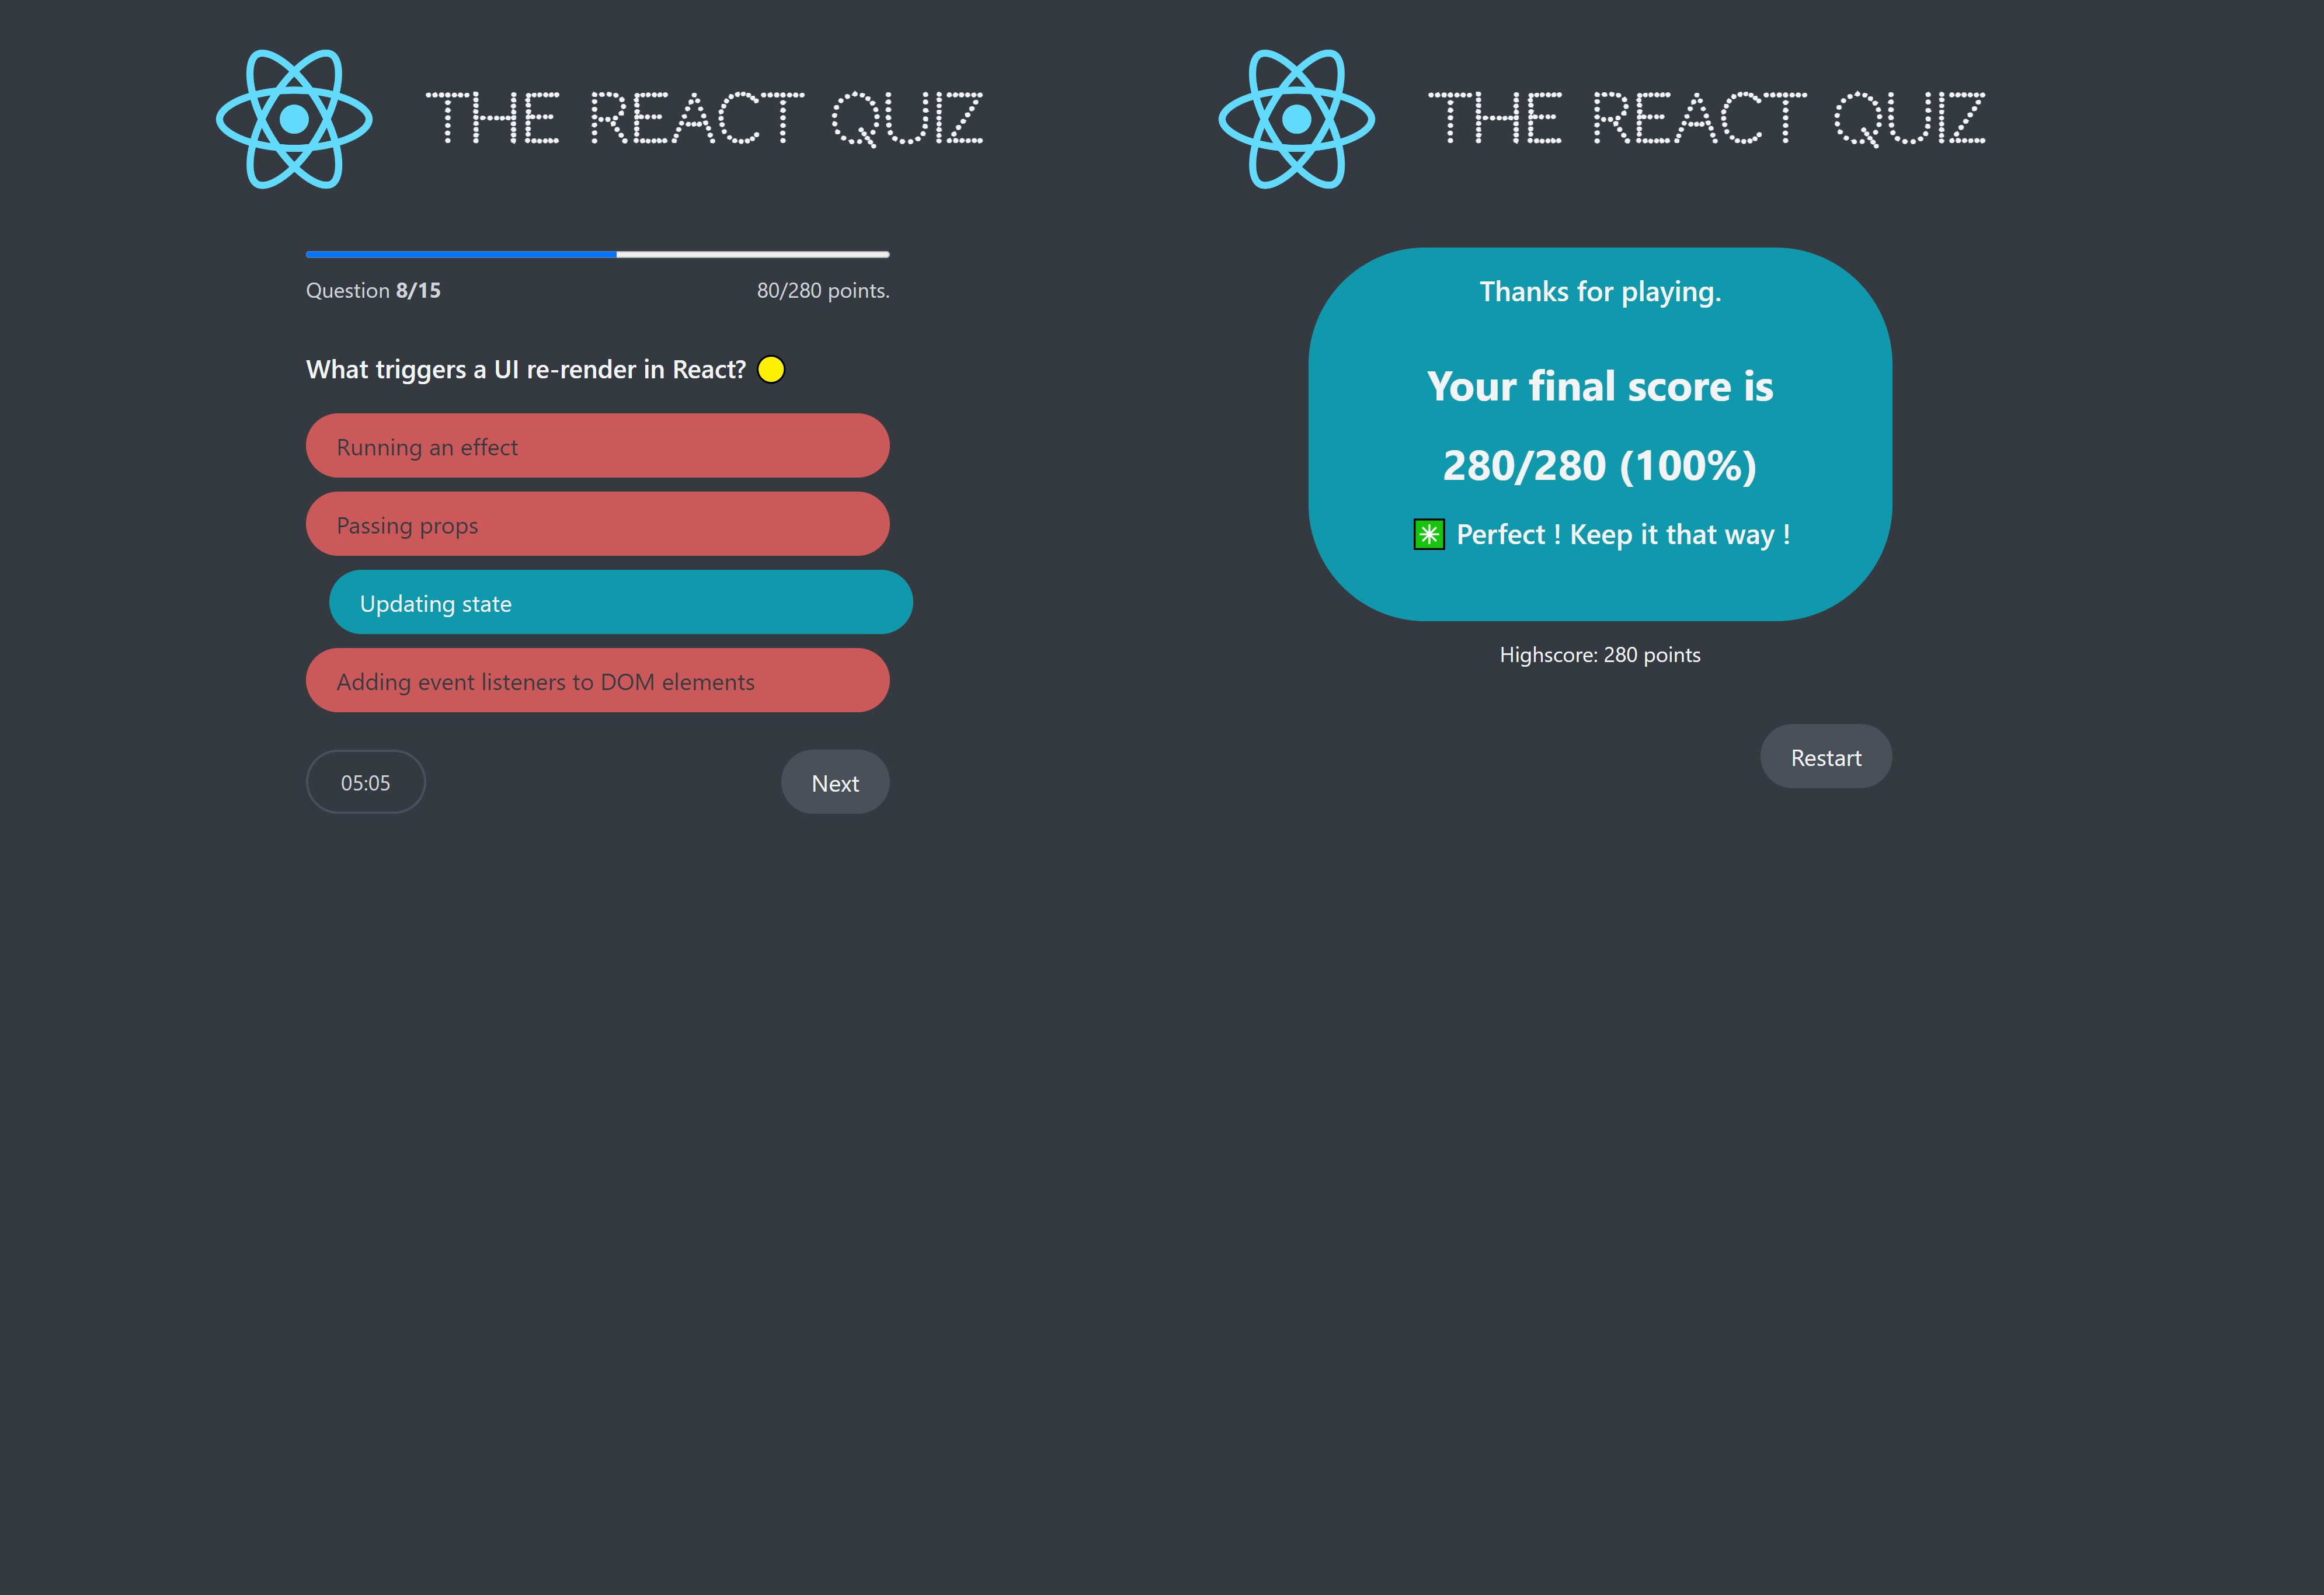 THE REACT QUIZ
Question 8/15
80/280 points.
What triggers a UI re-render in React?
Running an effect
Passing props
Updating state
Adding event listeners to DOM elements
05:05
Next
THE REACT QUIZ
Thanks for playing.
Your final score is
280/280 (100%)
Perfect ! Keep it that way !
Highscore: 280 points
Restart